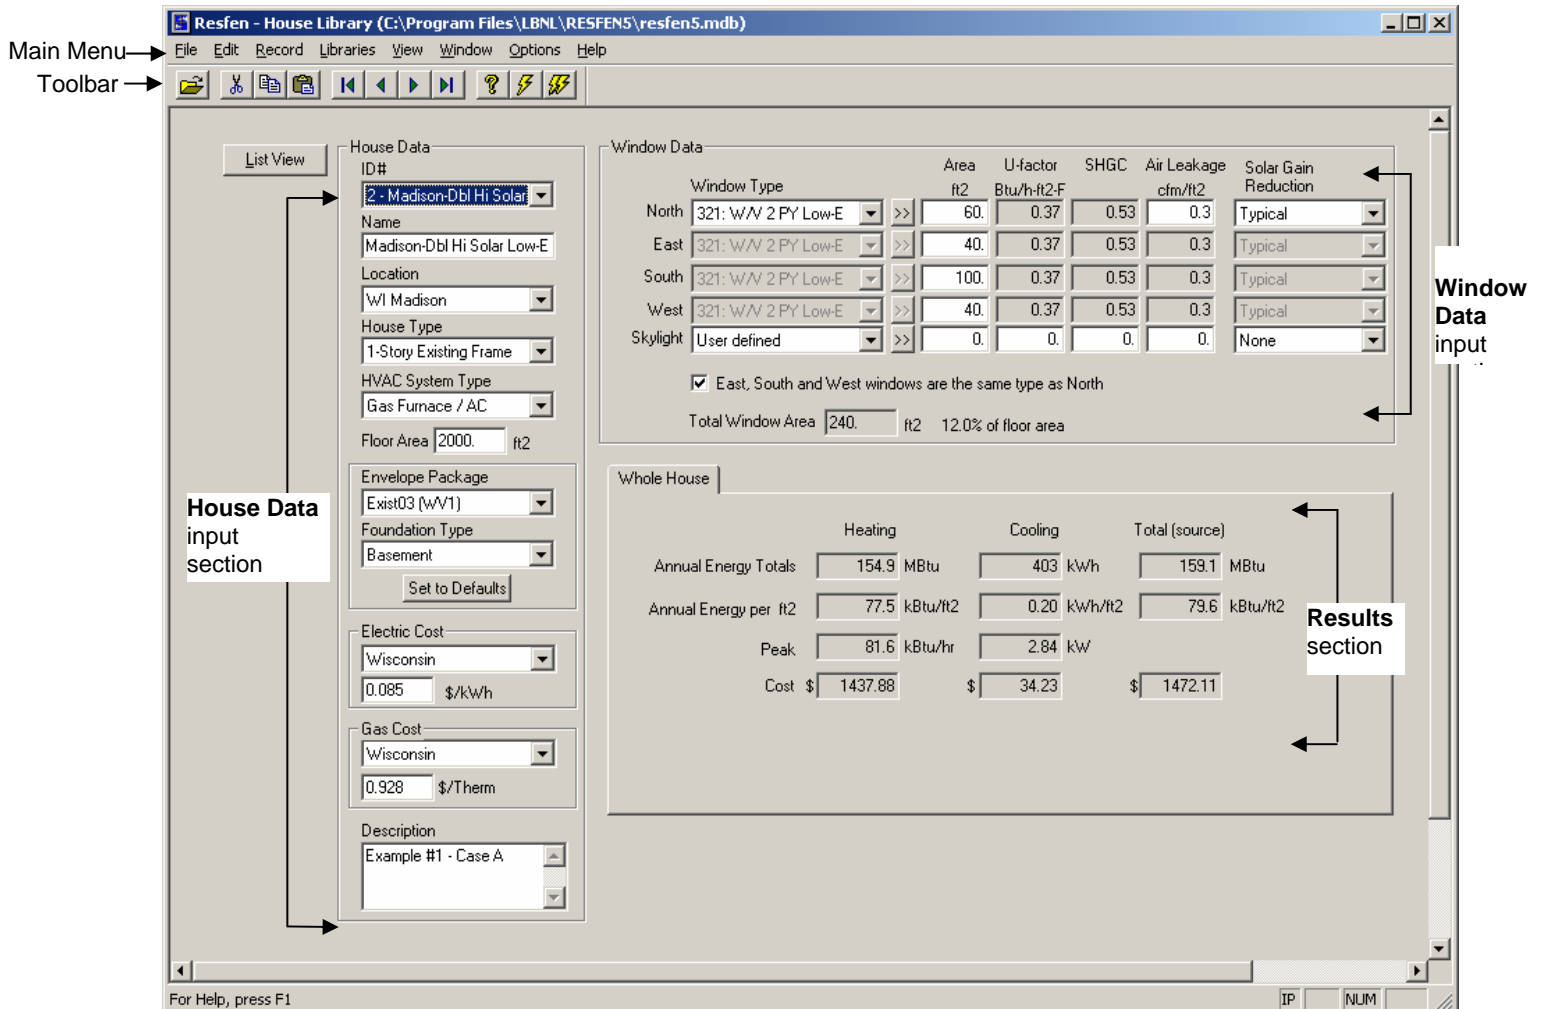 Resfen - House Library (C:\Program Files\LBNL\RESFEN5\resfen5.mdb)
Main Menu
File Edit Record Libraries View Window Options Help
Toolbar
List View
House Data
ID#
2 - Madison-Dbl Hi Solar
Name
Madison-Dbl Hi Solar Low-E
Location
WI Madison
House Type
1-Story Existing Frame
HVAC System Type
Gas Furnace / AC
Floor Area 2000. ft2
Envelope Package
Exist03 (WV1)
Foundation Type
Basement
Set to Defaults
Electric Cost
Wisconsin
0.085 $/kWh
Gas Cost
Wisconsin
0.928 $/Therm
Description
Example #1 - Case A
House Data
input
section
Window Data
Window Type Area ft2 U-factor Btu/h-ft2-F SHGC Air Leakage cfm/ft2 Solar Gain Reduction
North 321: W/V 2 PY Low-E >> 60. 0.37 0.53 0.3 Typical
East 321: W/V 2 PY Low-E >> 40. 0.37 0.53 0.3 Typical
South 321: W/V 2 PY Low-E >> 100. 0.37 0.53 0.3 Typical
West 321: W/V 2 PY Low-E >> 40. 0.37 0.53 0.3 Typical
Skylight User defined >> 0. 0. 0. 0. None
East, South and West windows are the same type as North
Total Window Area 240. ft2 12.0% of floor area
Window
Data
input
Whole House
Heating Cooling Total (source)
Annual Energy Totals 154.9 MBtu 403 kWh 159.1 MBtu
Annual Energy per ft2 77.5 kBtu/ft2 0.20 kWh/ft2 79.6 kBtu/ft2
Peak 81.6 kBtu/hr 2.84 kW
Cost $ 1437.88 $ 34.23 $ 1472.11
Results
section
For Help, press F1
IP NUM